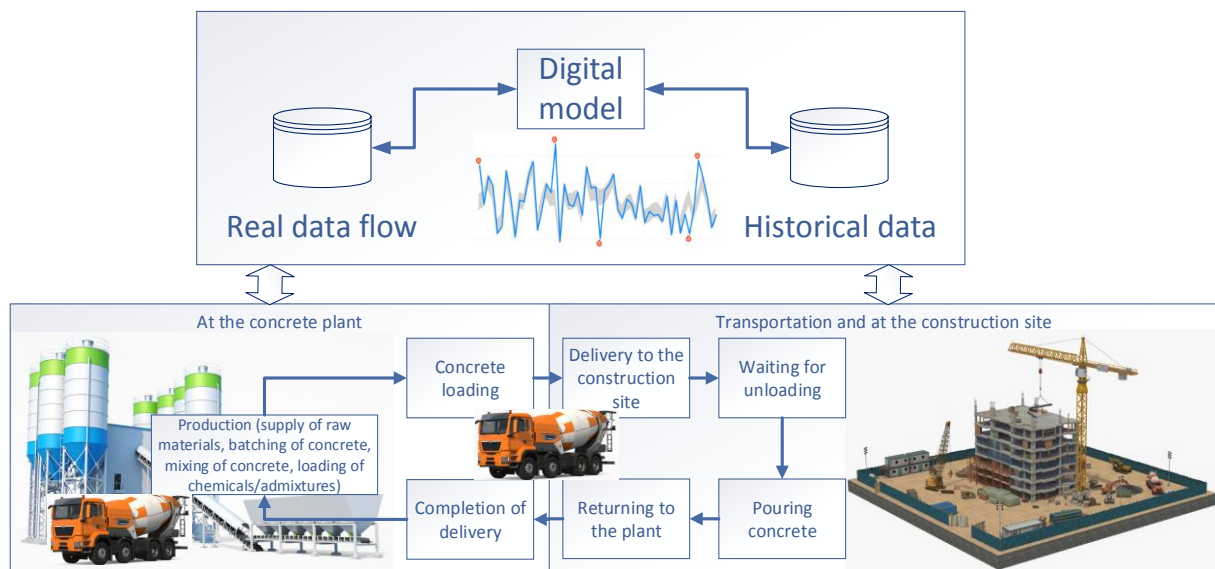 Digital
model
Real data flow
Historical data
At the concrete plant
Transportation and at the construction site
Concrete
loading
Delivery to the
construction
site
Waiting for
unloading
Production (supply of raw
materials, batching of concrete,
mixing of concrete, loading of
chemicals/admixtures)
Completion of
delivery
Returning to
the plant
Pouring
concrete